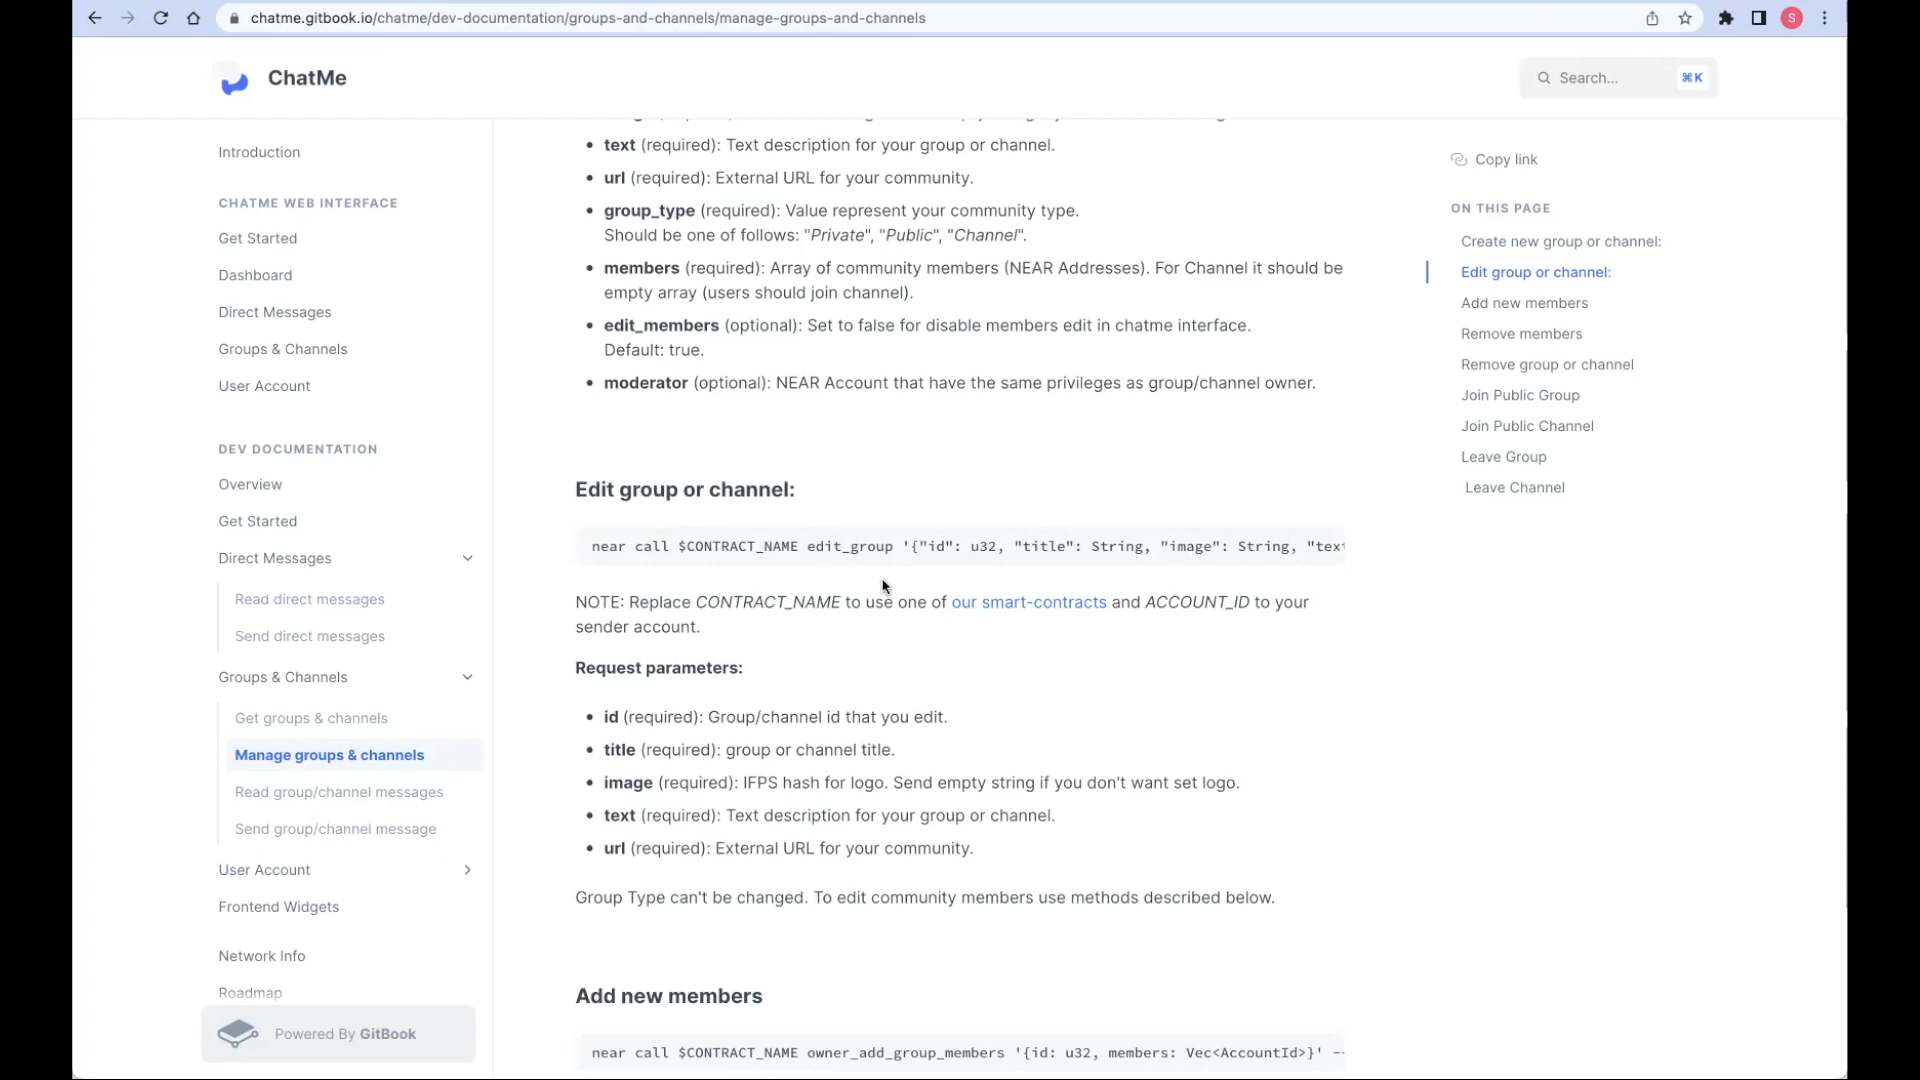 chatme.gitbook.io/chatme/dev-documentation/groups-and-channels/manage-groups-and-channels
S
ChatMe
Search...
⌘K
Introduction
CHATME WEB INTERFACE
Get Started
Dashboard
Direct Messages
Groups & Channels
User Account
DEV DOCUMENTATION
Overview
Get Started
Direct Messages
Read direct messages
Send direct messages
Groups & Channels
Get groups & channels
Manage groups & channels
Read group/channel messages
Send group/channel message
User Account
Frontend Widgets
Network Info
Roadmap
Powered By GitBook
• text (required): Text description for your group or channel.
• url (required): External URL for your community.
• group_type (required): Value represent your community type.
Should be one of follows: "Private", "Public", "Channel".
• members (required): Array of community members (NEAR Addresses). For Channel it should be
empty array (users should join channel).
• edit_members (optional): Set to false for disable members edit in chatme interface.
Default: true.
• moderator (optional): NEAR Account that have the same privileges as group/channel owner.
Edit group or channel:
near call $CONTRACT_NAME edit_group '{"id": u32, "title": String, "image": String, "text
NOTE: Replace CONTRACT_NAME to use one of our smart-contracts and ACCOUNT_ID to your
sender account.
Request parameters:
• id (required): Group/channel id that you edit.
• title (required): group or channel title.
• image (required): IFPS hash for logo. Send empty string if you don't want set logo.
• text (required): Text description for your group or channel.
• url (required): External URL for your community.
Group Type can't be changed. To edit community members use methods described below.
Add new members
near call $CONTRACT_NAME owner_add_group_members '{id: u32, members: Vec<AccountId>}' --
Copy link
ON THIS PAGE
Create new group or channel:
Edit group or channel:
Add new members
Remove members
Remove group or channel
Join Public Group
Join Public Channel
Leave Group
Leave Channel